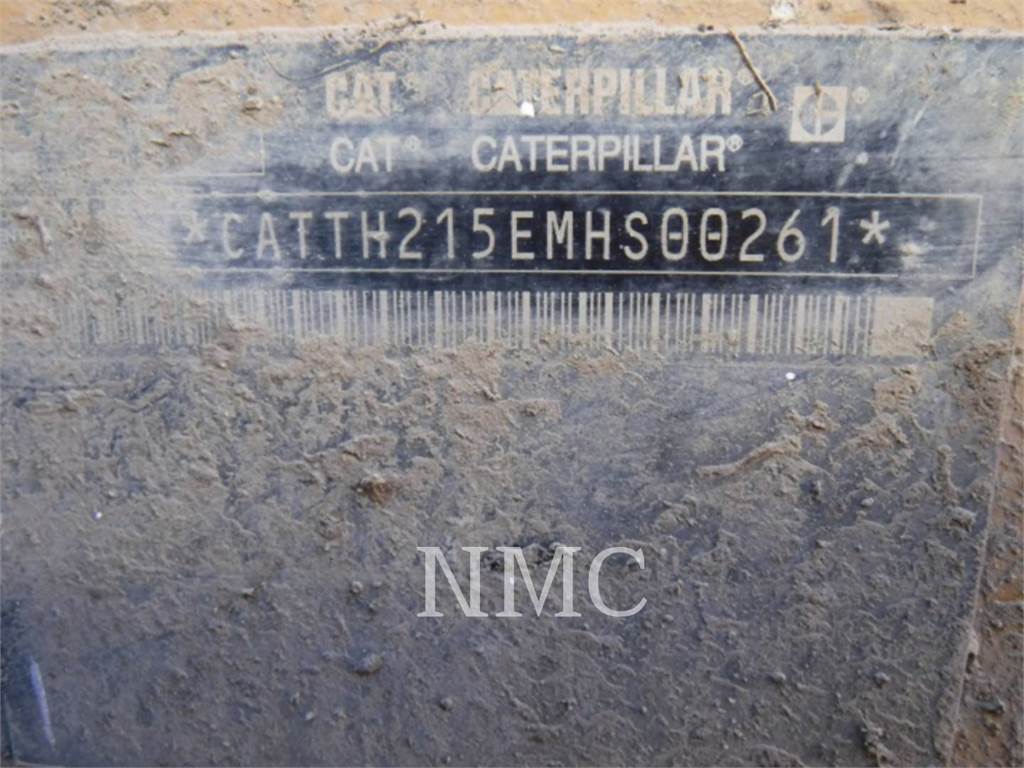 CAT CATERPILLAR®
CAT® CATERPILLAR®
*CATTH215EMHS00261*
NMC